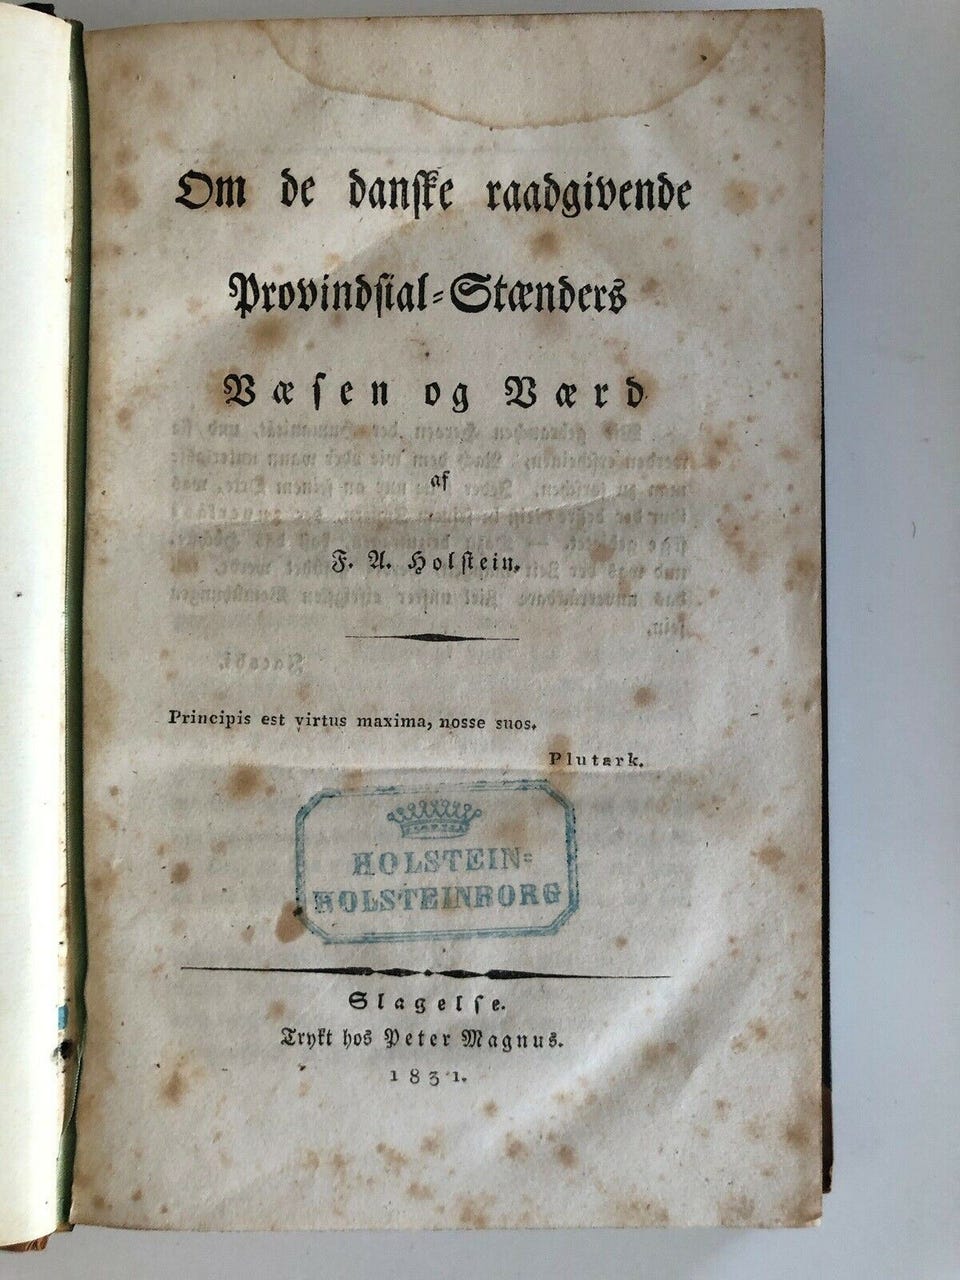 Om de danske raadgivende
Provindsial-Stænders
Væsen og Værd
af
F. A. Holstein.
Principis est virtus maxima, nosse suos.
Plutark.
HOLSTEIN-
HOLSTEINBORG
Slagelse.
Trykt hos Peter Magnus.
1831.